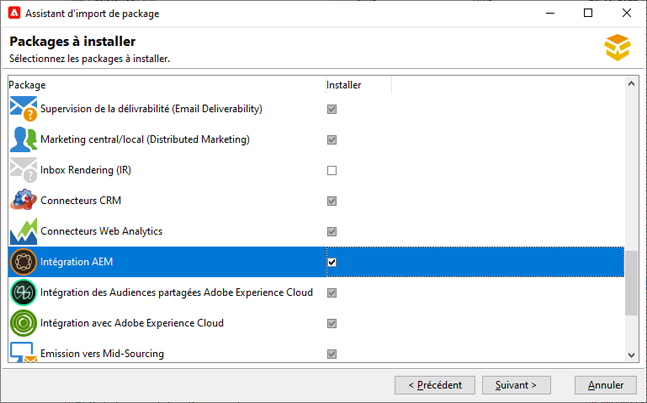 Assistant d'import de package
Packages à installer
Sélectionnez les packages à installer.
Package Installer
Supervision de la délivrabilité (Email Deliverability)
Marketing central/local (Distributed Marketing)
Inbox Rendering (IR)
Connecteurs CRM
Connecteurs Web Analytics
Intégration AEM
Intégration des Audiences partagées Adobe Experience Cloud
Intégration avec Adobe Experience Cloud
Emission vers Mid-Sourcing
< Précédent Suivant > Annuler